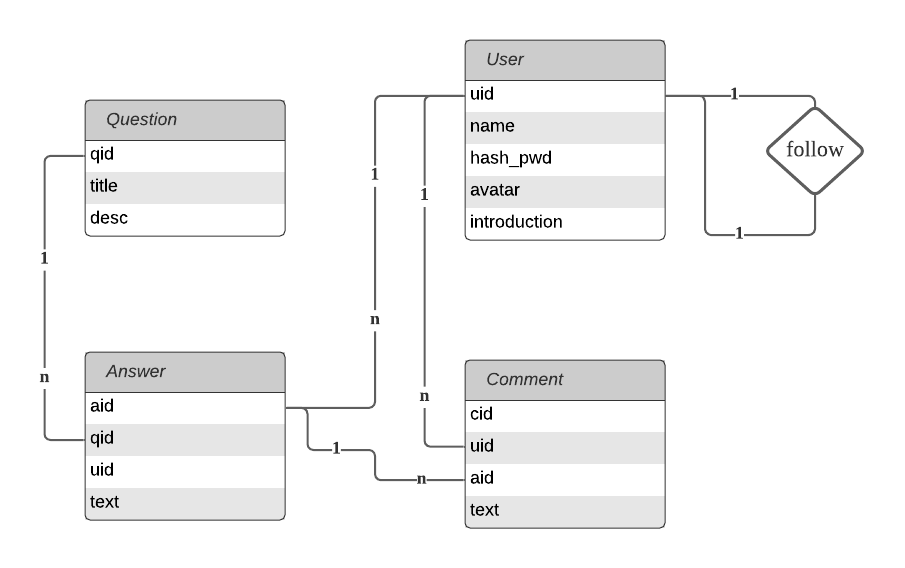 User
uid
name
hash_pwd
avatar
introduction
1
follow
1
Question
qid
title
desc
1
n
1
n
1
n
Answer
aid
qid
uid
text
1
n
Comment
cid
uid
aid
text